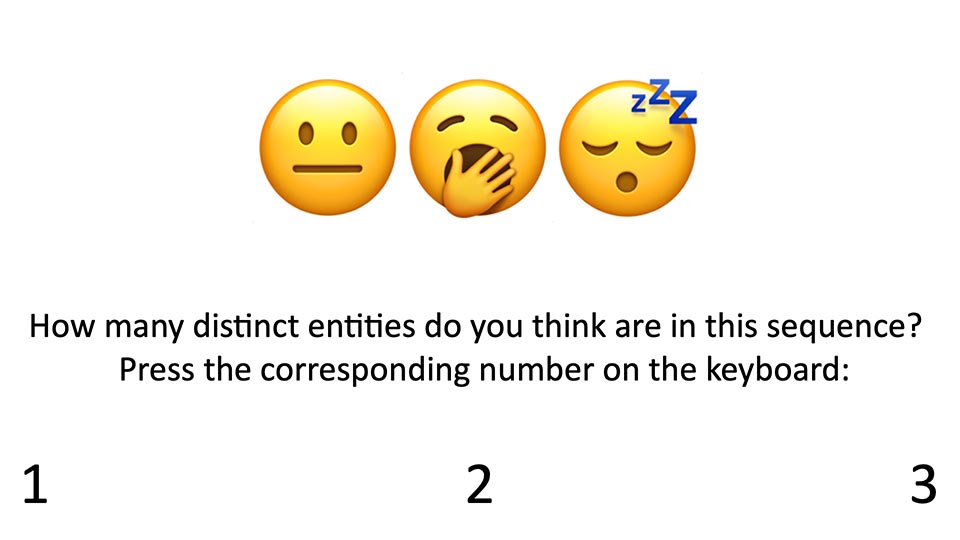 zzZ
How many distinct entities do you think are in this sequence?
Press the corresponding number on the keyboard:
1 2 3